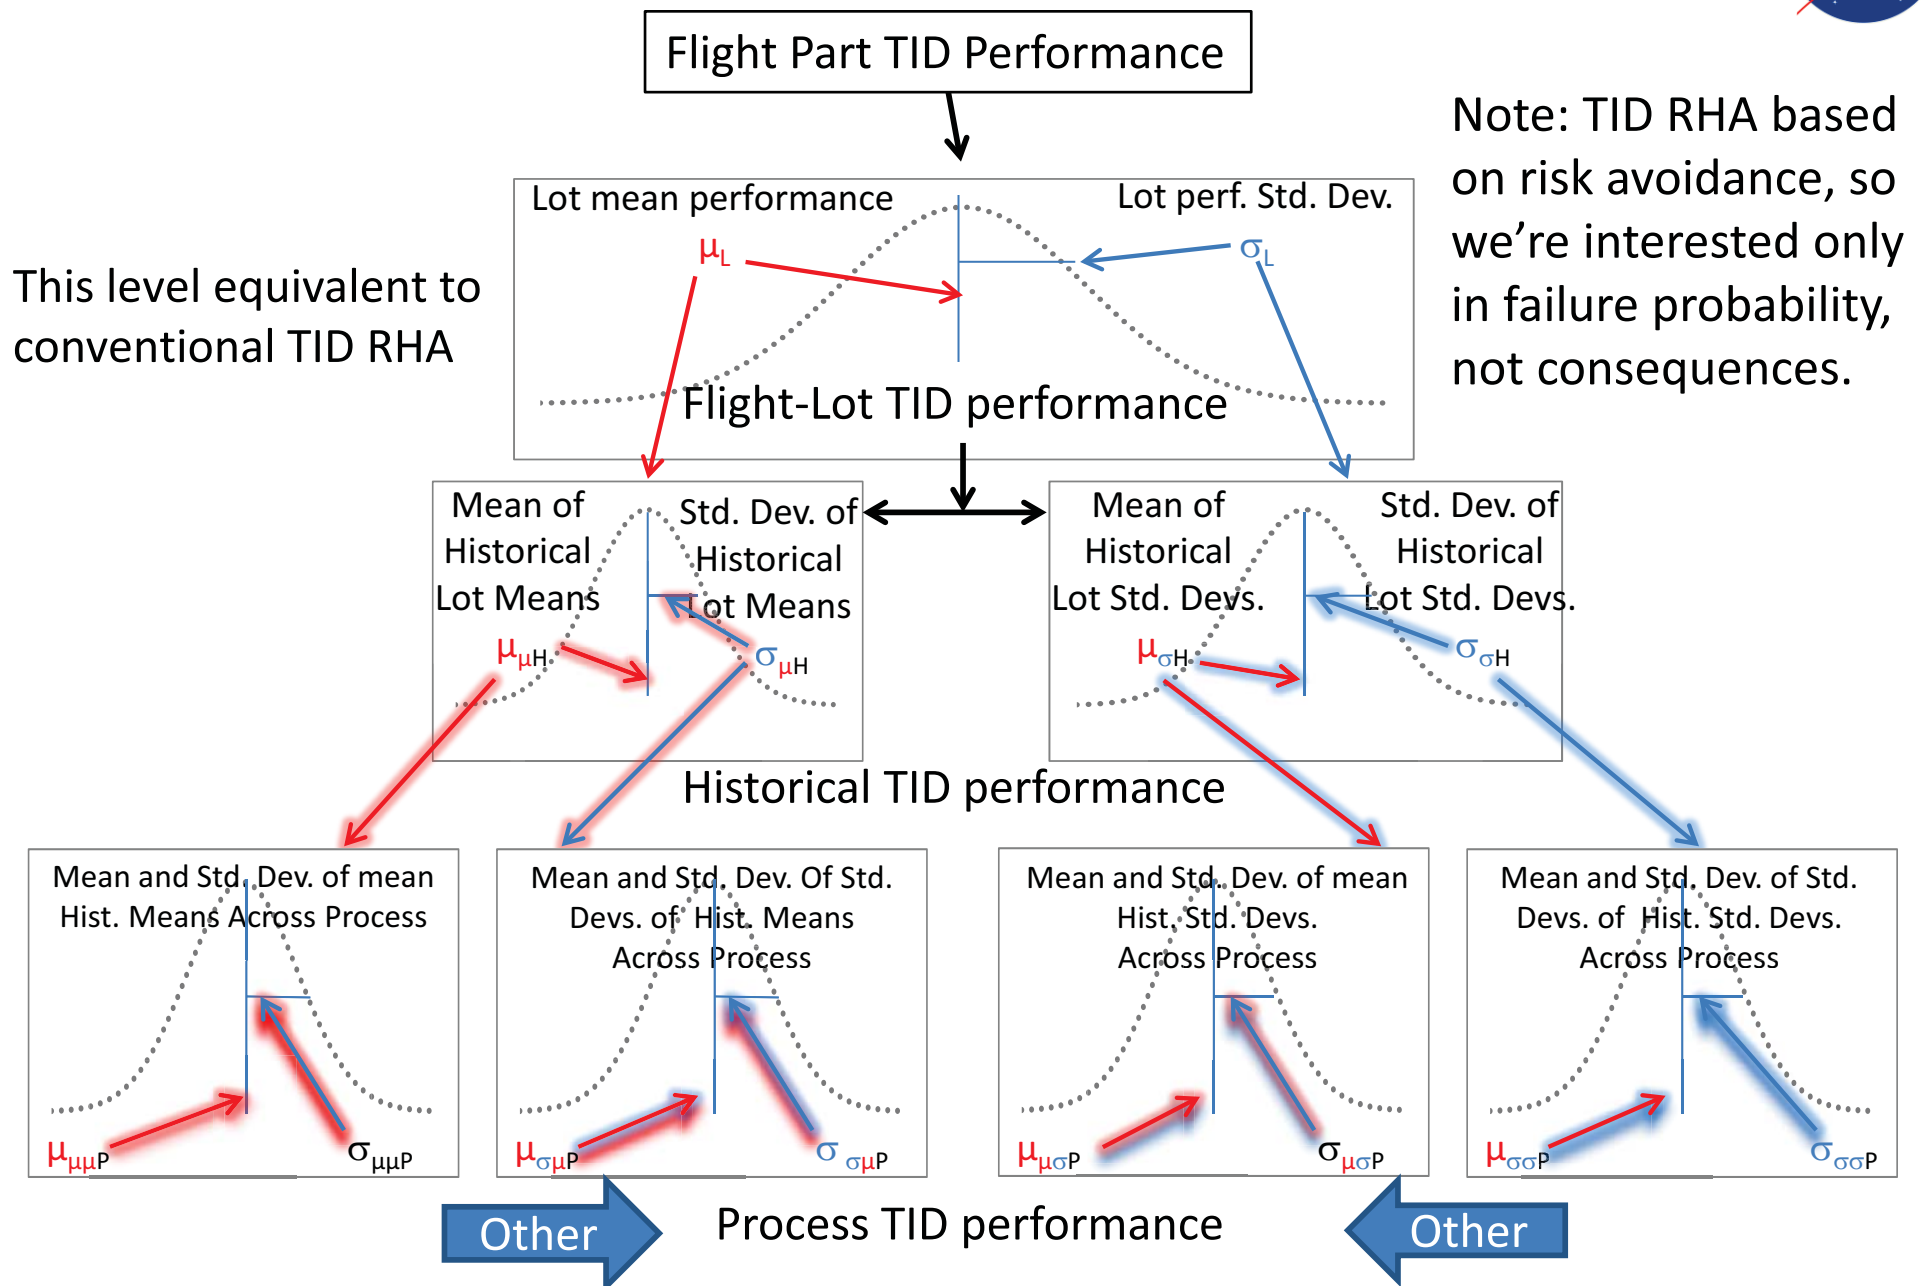 Flight Part TID Performance
Note: TID RHA based
on risk avoidance, so
we’re interested only
in failure probability,
not consequences.
This level equivalent to
conventional TID RHA
Lot mean performance
Lot perf. Std. Dev.
μL
σL
Flight-Lot TID performance
Mean of
Historical
Lot Means
Std. Dev. of
Historical
Lot Means
μμH
σμH
Mean of
Historical
Lot Std. Devs.
Std. Dev. of
Historical
Lot Std. Devs.
μσH
σσH
Historical TID performance
Mean and Std. Dev. of mean
Hist. Means Across Process
μμμP
σμμP
Mean and Std. Dev. Of Std.
Devs. of Hist. Means
Across Process
μσμP
σσμP
Mean and Std. Dev. of mean
Hist. Std. Devs.
Across Process
μμσP
σμσP
Mean and Std. Dev. of Std.
Devs. of Hist. Std. Devs.
Across Process
μσσP
σσσP
Other
Process TID performance
Other